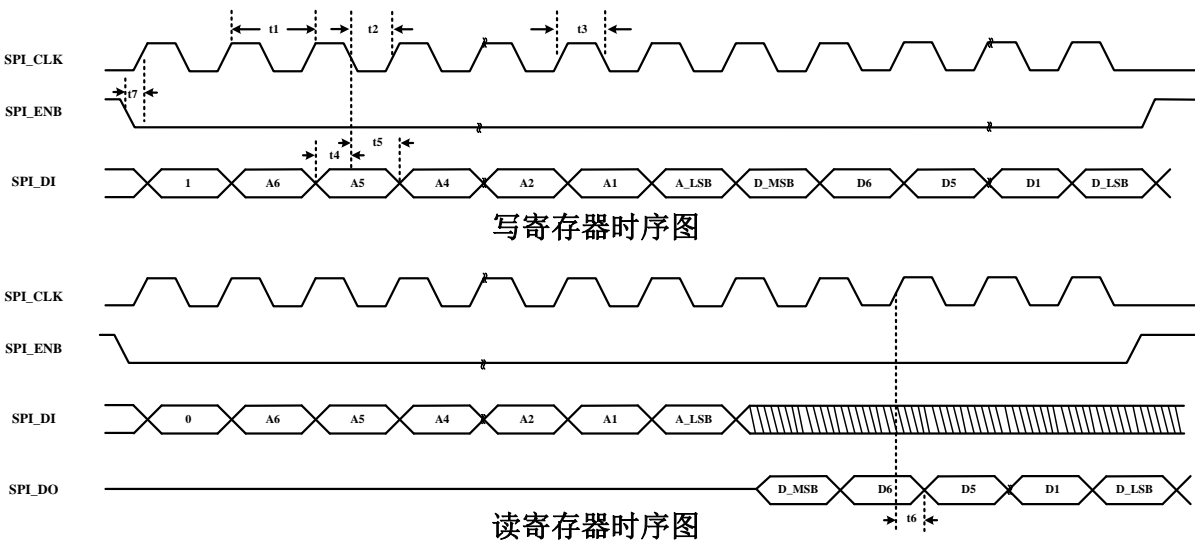 t1 t2 t3
SPI_CLK
t7
SPI_ENB
t4 t5
SPI_DI 1 A6 A5 A4 A2 A1 A_LSB D_MSB D6 D5 D1 D_LSB
写寄存器时序图
SPI_CLK
SPI_ENB
SPI_DI 0 A6 A5 A4 A2 A1 A_LSB
SPI_DO D_MSB D6 D5 D1 D_LSB
t6
读寄存器时序图